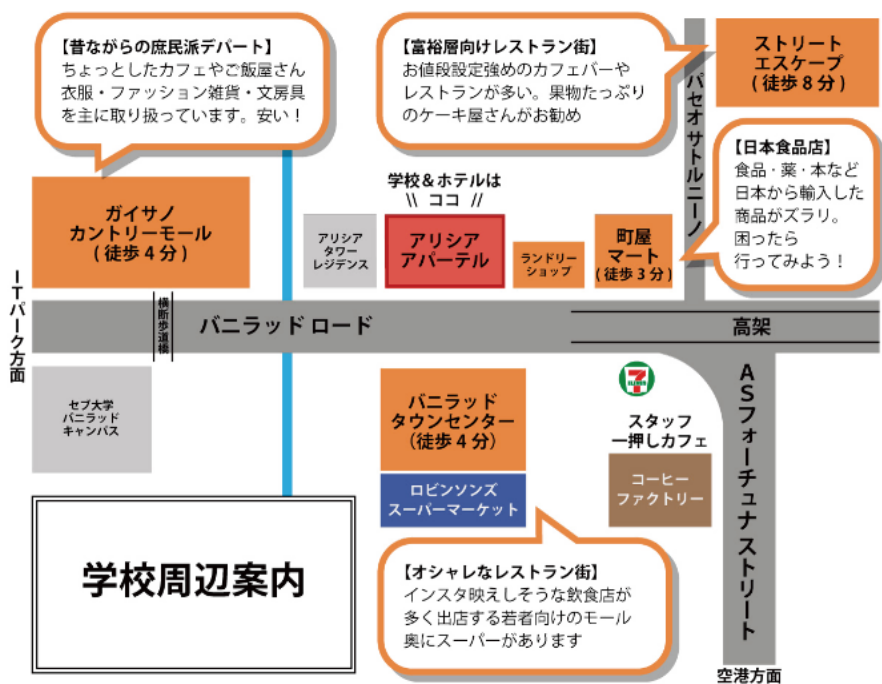 【昔ながらの庶民派デパート】
ちょっとしたカフェやご飯屋さん
衣服・ファッション雑貨・文房具
を主に取り扱っています。安い！
【富裕層向けレストラン街】
お値段設定強めのカフェバーや
レストランが多い。果物たっぷり
のケーキ屋さんがお勧め
パセオサトルニーノ
ストリート
エスケープ
(徒歩8分)
【日本食品店】
食品・薬・本など
日本から輸入した
商品がズラリ。
困ったら
行ってみよう！
ガイサノ
カントリーモール
(徒歩4分)
学校＆ホテルは
\\ ココ //
アリシア
タワー
レジデンス
アリシア
アパーテル
ランドリー
ショップ
町屋
マート
(徒歩3分)
ITパーク方面
横断歩道橋
バニラッド ロード
高架
セブ大学
バニラッド
キャンパス
バニラッド
タウンセンター
(徒歩4分)
ロビンソンズ
スーパーマーケット
7
ELEVEN
スタッフ
一押しカフェ
コーヒー
ファクトリー
ASフォーチュナストリート
学校周辺案内
【オシャレなレストラン街】
インスタ映えしそうな飲食店が
多く出店する若者向けのモール
奥にスーパーがあります
空港方面